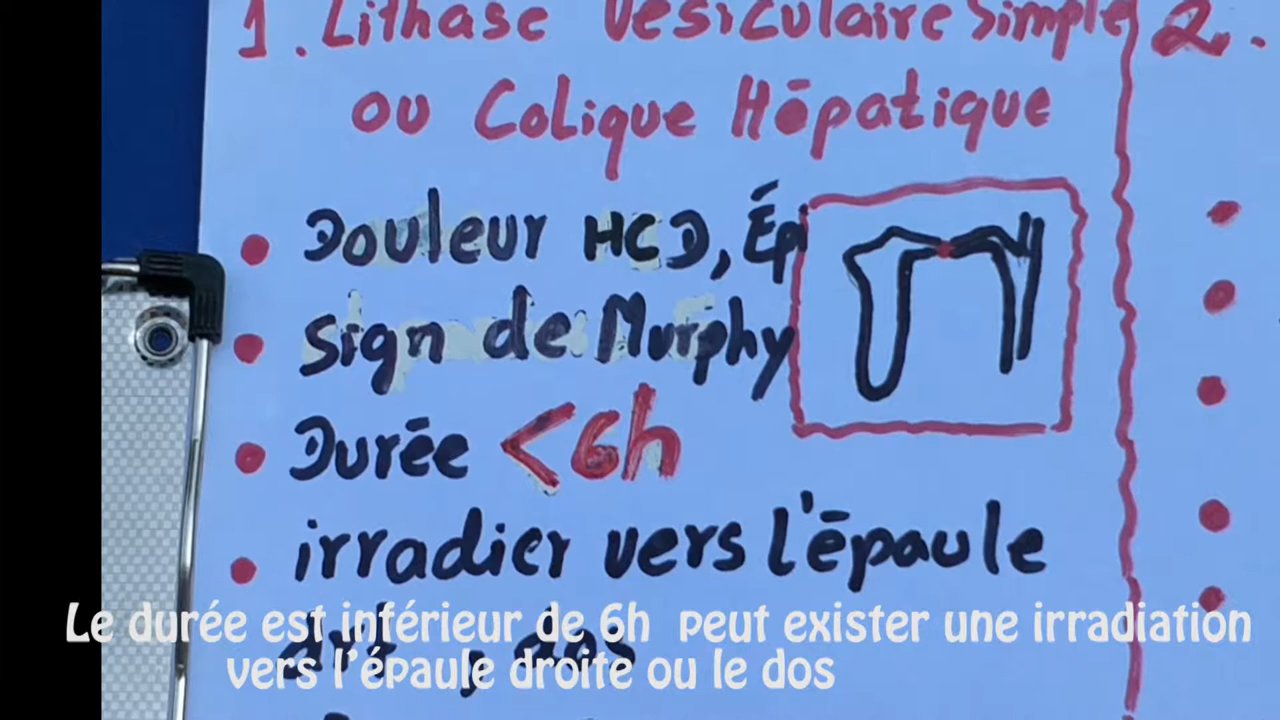 1. Lithase vésiculaire simple
2.
ou Colique Hépatique
Douleur HCD, Ép
sign de Murphy
Durée <6h
irradier vers l'épaule
Le durée est inférieur de 6h peut exister une irradiation
vers l'épaule droite ou le dos